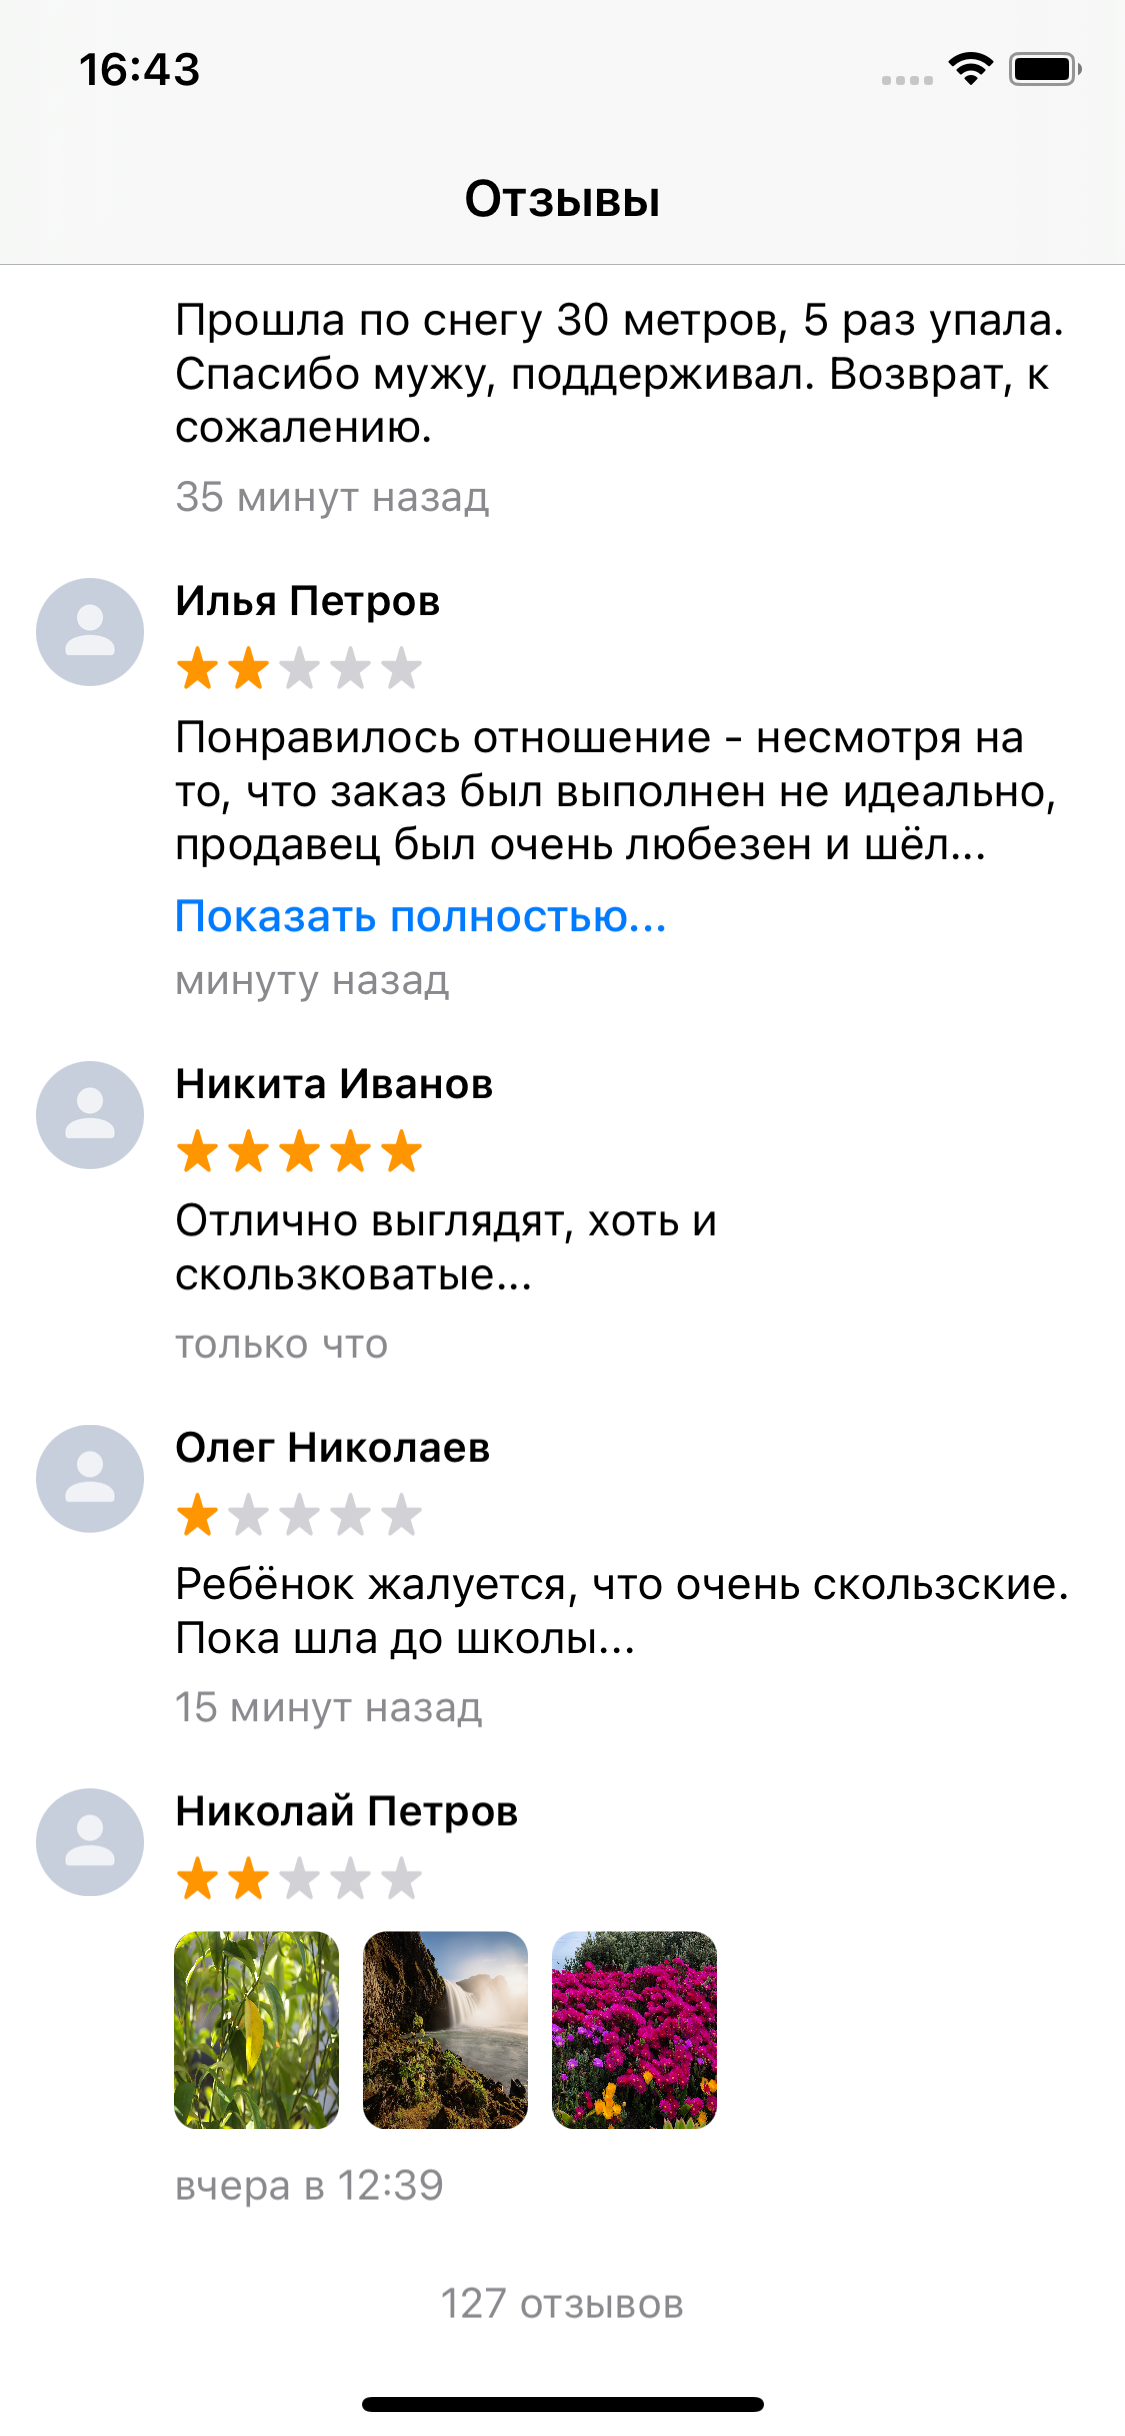 16:43
Отзывы
Прошла по снегу 30 метров, 5 раз упала.
Спасибо мужу, поддерживал. Возврат, к
сожалению.
35 минут назад
Илья Петров
Понравилось отношение - несмотря на
то, что заказ был выполнен не идеально,
продавец был очень любезен и шёл...
Показать полностью...
минуту назад
Никита Иванов
Отлично выглядят, хоть и
скользковатые...
только что
Олег Николаев
Ребёнок жалуется, что очень скользские.
Пока шла до школы...
15 минут назад
Николай Петров
вчера в 12:39
127 отзывов